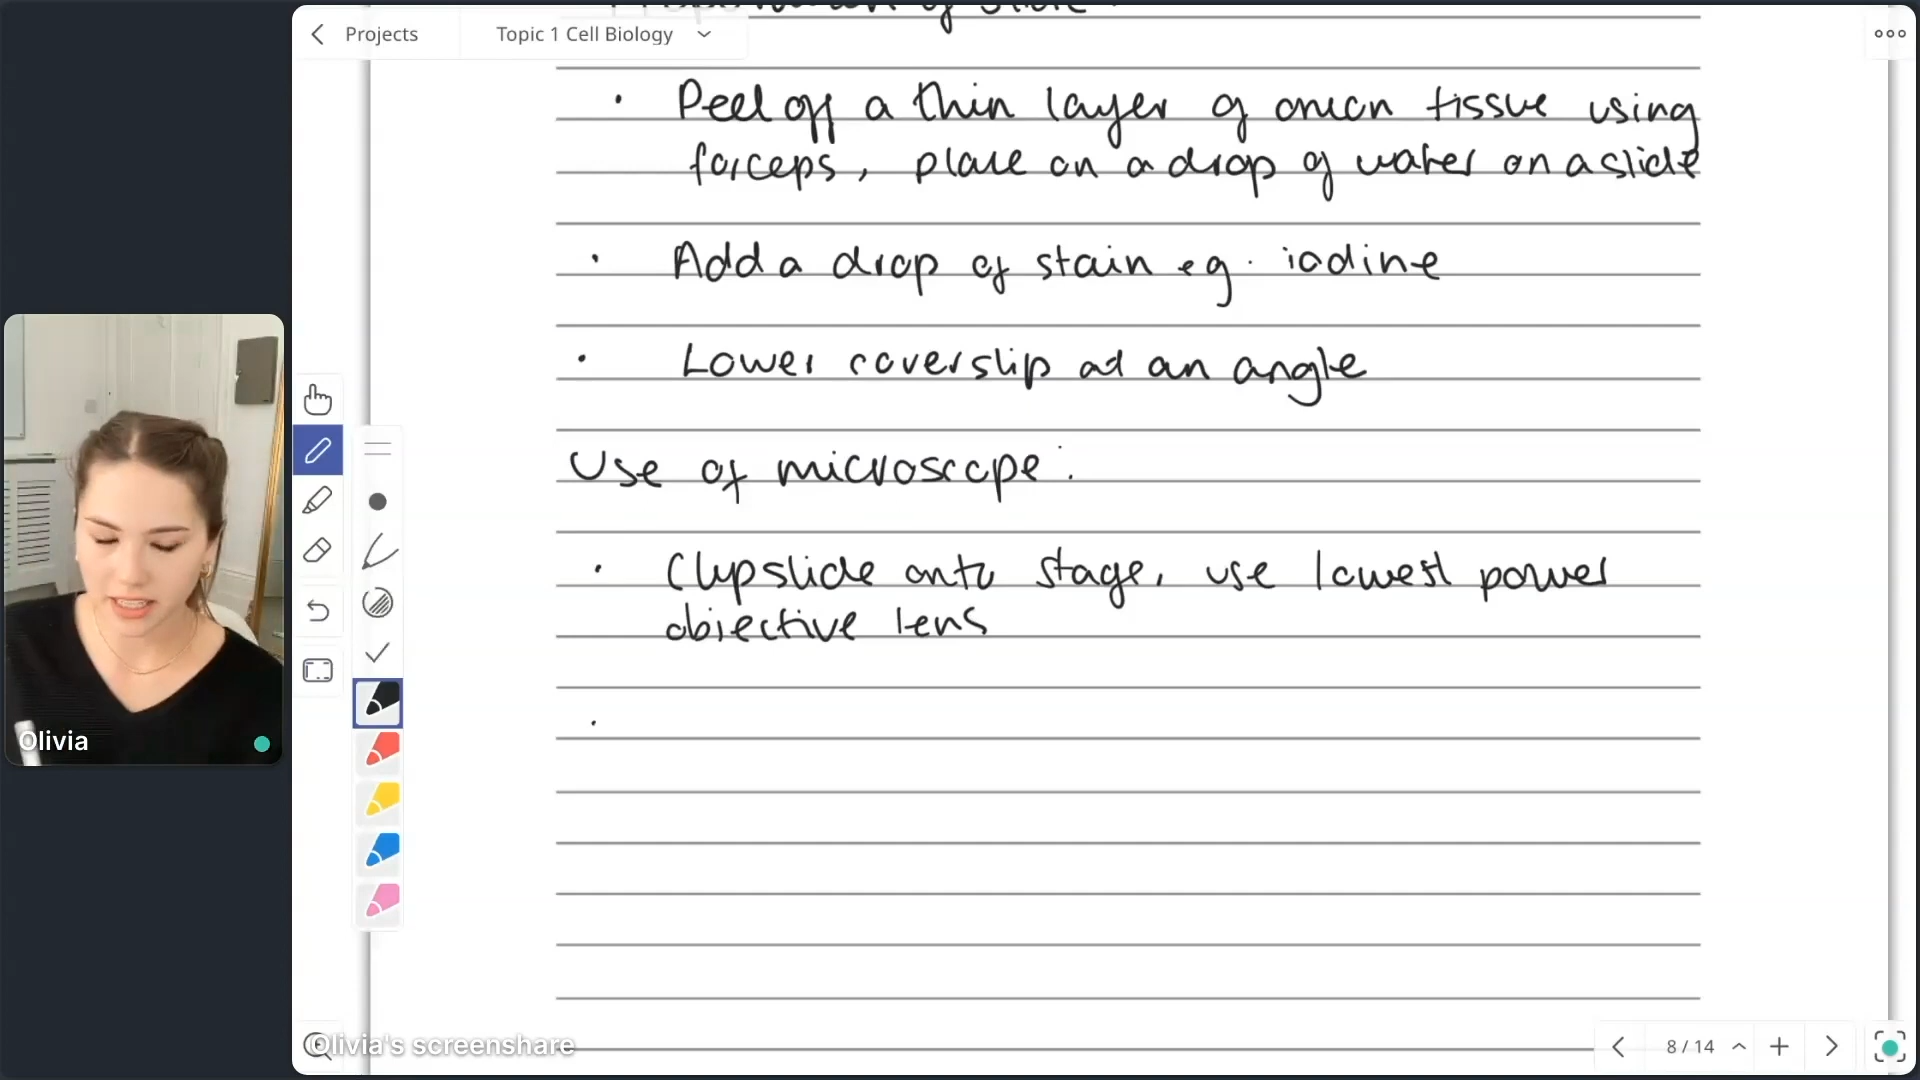 Projects
Topic 1 Cell Biology
of slide
• Peel off a thin layer of onion tissue using
forceps, place on a drop of water on a slide
• Add a drop of stain eg. iodine
• Lower coverslip at an angle
Use of microscope:
• Clip slide onto stage, use lowest power
objective lens
•
Olivia
Olivia's screenshare
8 / 14